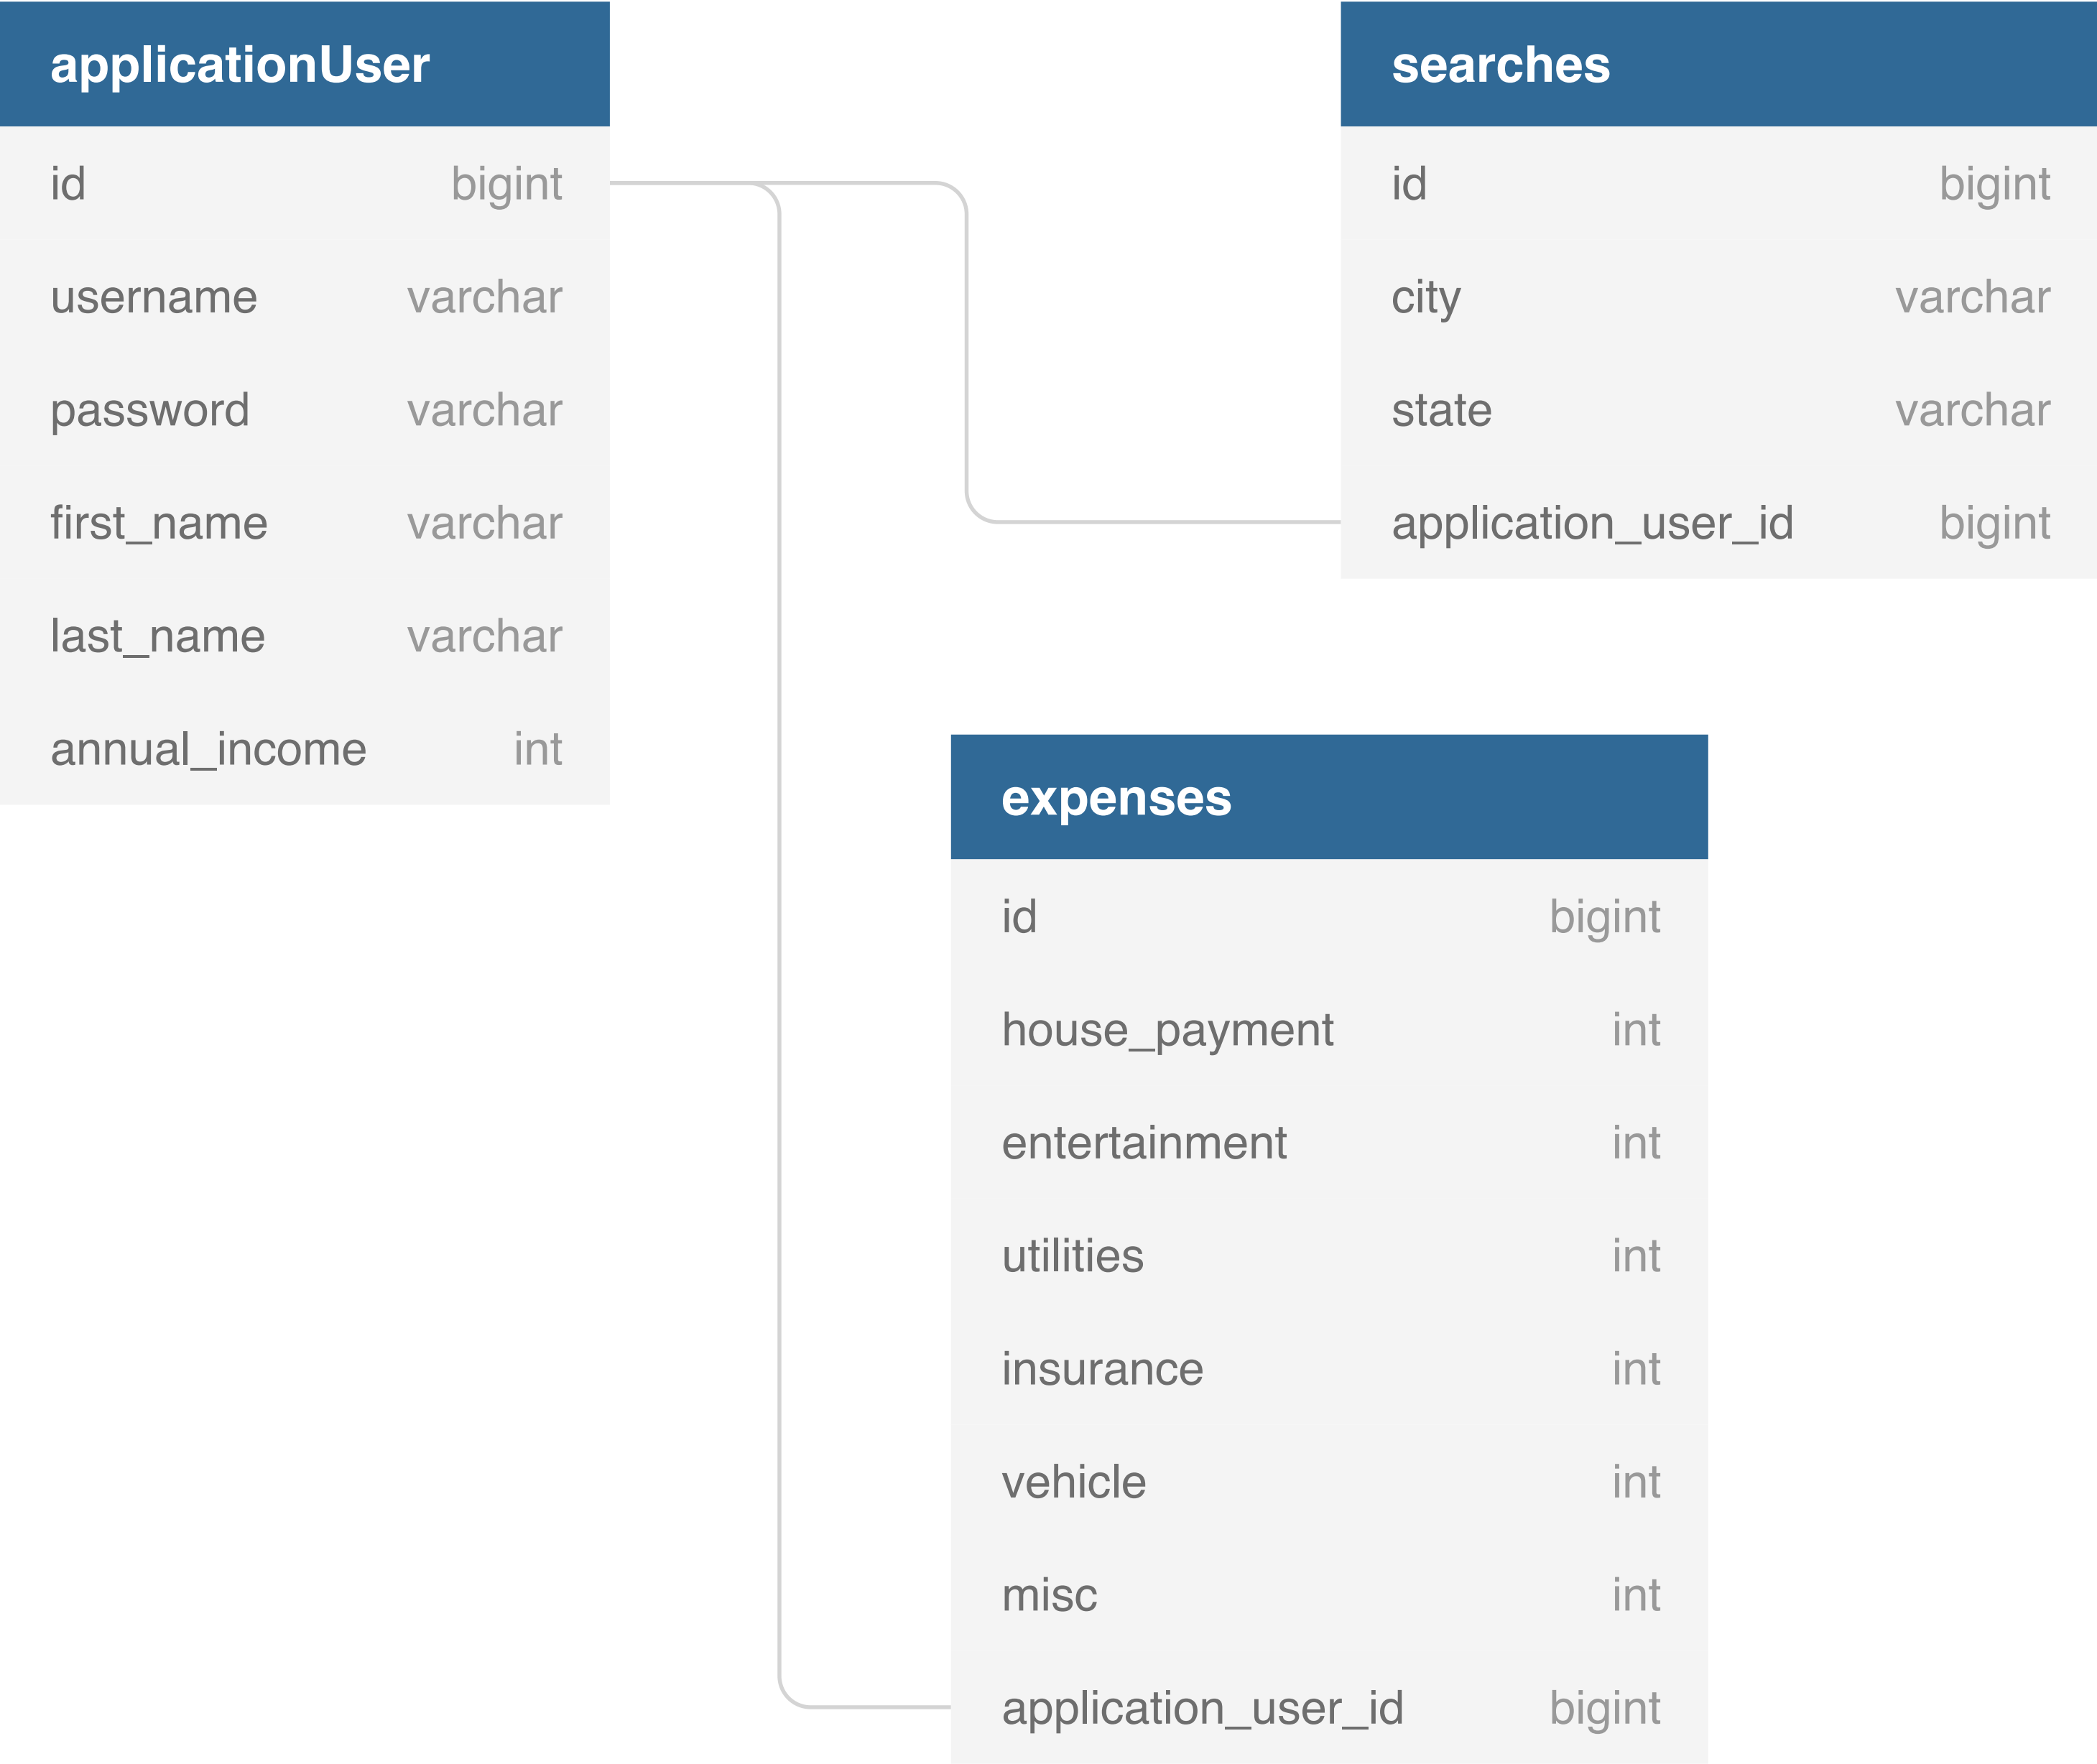 applicationUser
id bigint
username varchar
password varchar
first_name varchar
last_name varchar
annual_income int
searches
id bigint
city varchar
state varchar
application_user_id bigint
expenses
id bigint
house_payment int
entertainment int
utilities int
insurance int
vehicle int
misc int
application_user_id bigint